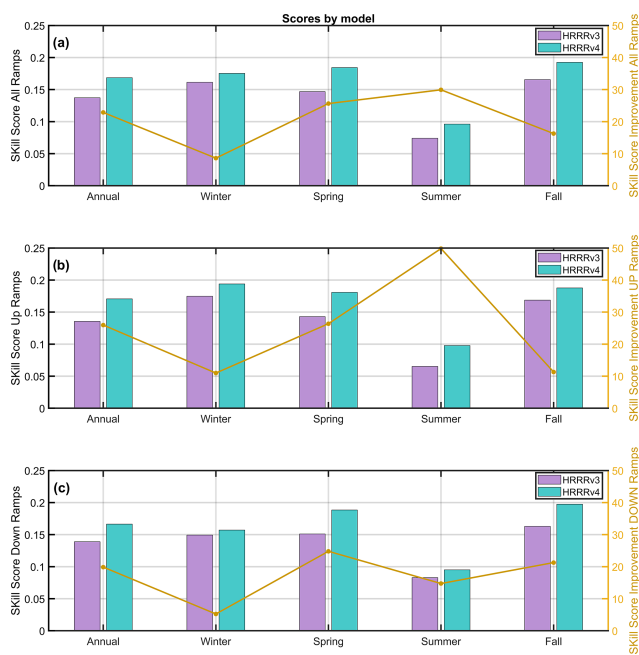 Scores by model
(a)
HRRRv3
HRRRv4
SKill Score All Ramps
0.25
0.2
0.15
0.1
0.05
0
50
40
30
20
10
0
SKill Score Improvement All Ramps
Annual Winter Spring Summer Fall
(b)
HRRRv3
HRRRv4
SKill Score Up Ramps
0.25
0.2
0.15
0.1
0.05
0
50
40
30
20
10
0
SKill Score Improvement UP Ramps
Annual Winter Spring Summer Fall
(c)
HRRRv3
HRRRv4
SKill Score Down Ramps
0.25
0.2
0.15
0.1
0.05
0
50
40
30
20
10
0
SKill Score Improvement DOWN Ramps
Annual Winter Spring Summer Fall